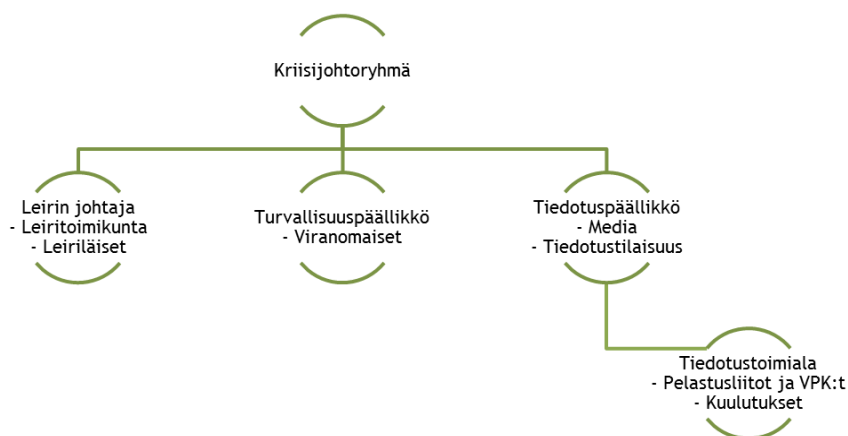 Kriisijohtoryhmä
Leirin johtaja
- Leiritoimikunta
- Leiriläiset
Turvallisuuspäällikkö
- Viranomaiset
Tiedotuspäällikkö
- Media
- Tiedotustilaisuus
Tiedotustoimiala
- Pelastusliitot ja VPK:t
- Kuulutukset